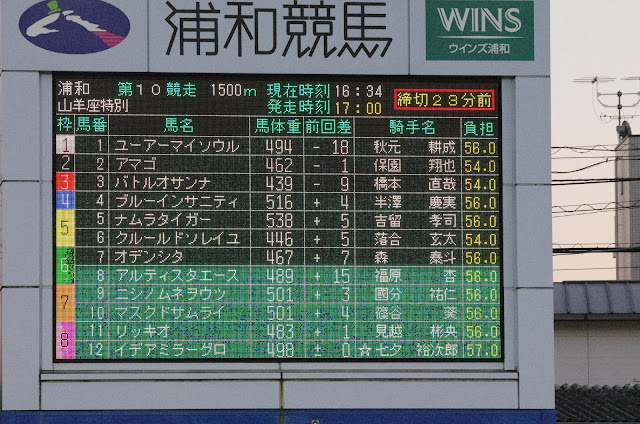 浦和競馬
WINS
ウインズ浦和
浦和 第10競走 1500m 現在時刻 16:34
山羊座特別 発走時刻 17:00 締切23分前
枠 馬番 馬名 馬体重 前回差 騎手名 負担
1 1 ユーアーマイソウル 494 - 18 秋元 耕成 56.0
2 2 アマゴ 462 - 1 保園 翔也 54.0
3 3 バトルオサンナ 439 - 9 橋本 直哉 54.0
4 4 ブルーインサニティ 516 + 4 半澤 慶実 56.0
5 5 ナムラタイガー 538 + 5 吉留 孝司 56.0
6 クルールドソレイユ 446 + 5 落合 玄太 54.0
6 7 オデンシタ 467 + 7 森 泰斗 56.0
8 アルティスタエース 489 + 15 福原 杏 56.0
7 9 ニシノムネヲウツ 501 + 3 國分 祐仁 56.0
10 マスクドサムライ 501 + 4 篠谷 葵 56.0
8 11 リッキオ 483 + 1 見越 彬央 56.0
12 イデアミラーグロ 498 ± 0 ☆七夕 裕次郎 57.0